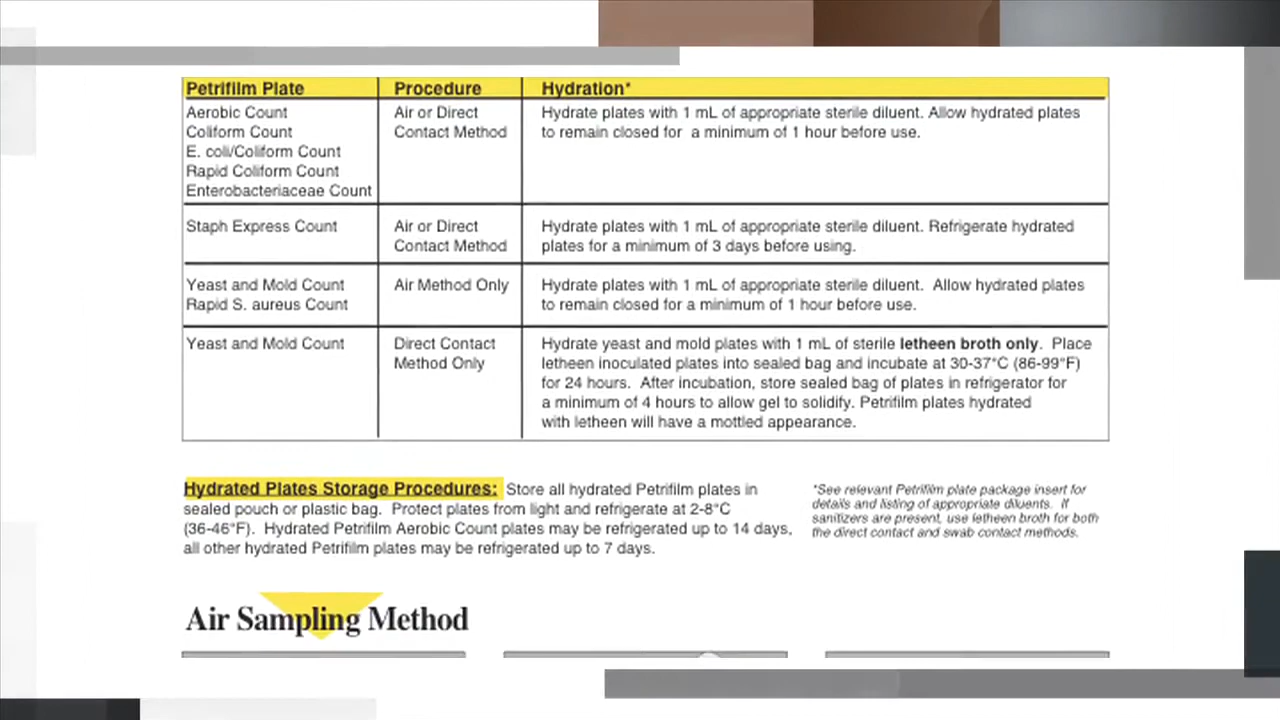 Petrifilm Plate Procedure Hydration*
Aerobic Count Air or Direct Hydrate plates with 1 mL of appropriate sterile diluent. Allow hydrated plates
Coliform Count Contact Method to remain closed for a minimum of 1 hour before use.
E. coli/Coliform Count
Rapid Coliform Count
Enterobacteriaceae Count
Staph Express Count Air or Direct Hydrate plates with 1 mL of appropriate sterile diluent. Refrigerate hydrated
Contact Method plates for a minimum of 3 days before using.
Yeast and Mold Count Air Method Only Hydrate plates with 1 mL of appropriate sterile diluent. Allow hydrated plates
Rapid S. aureus Count to remain closed for a minimum of 1 hour before use.
Yeast and Mold Count Direct Contact Hydrate yeast and mold plates with 1 mL of sterile letheen broth only. Place
Method Only letheen inoculated plates into sealed bag and incubate at 30-37°C (86-99°F)
for 24 hours. After incubation, store sealed bag of plates in refrigerator for
a minimum of 4 hours to allow gel to solidify. Petrifilm plates hydrated
with letheen will have a mottled appearance.
Hydrated Plates Storage Procedures: Store all hydrated Petrifilm plates in
sealed pouch or plastic bag. Protect plates from light and refrigerate at 2-8°C
(36-46°F). Hydrated Petrifilm Aerobic Count plates may be refrigerated up to 14 days,
all other hydrated Petrifilm plates may be refrigerated up to 7 days.
*See relevant Petrifilm plate package insert for
details and listing of appropriate diluents. If
sanitizers are present, use letheen broth for both
the direct contact and swab contact methods.
Air Sampling Method